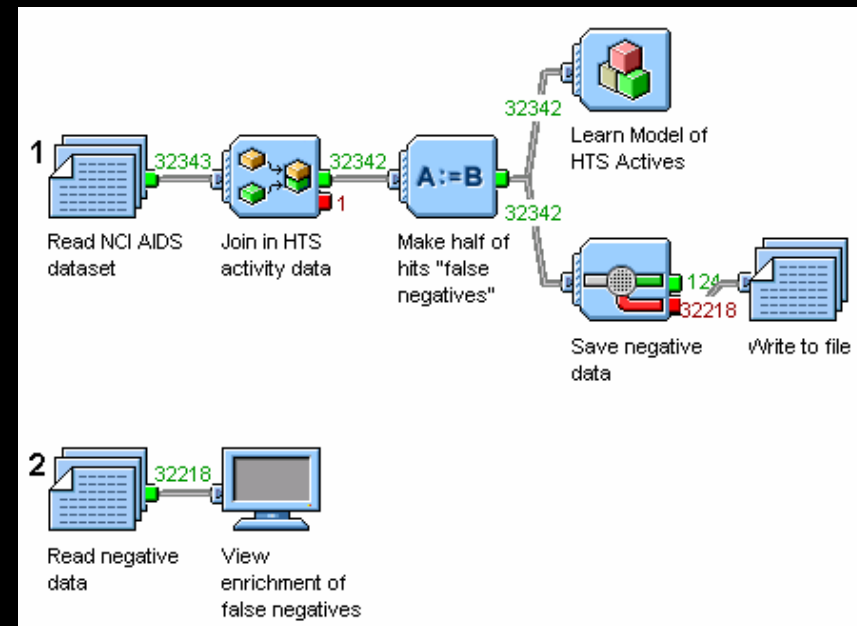 1
32343
32342
1
A:=B
32342
32342
Learn Model of
HTS Actives
Read NCI AIDS
dataset
Join in HTS
activity data
Make half of
hits "false
negatives"
124
32218
Save negative
data
Write to file
2
32218
Read negative
data
View
enrichment of
false negatives